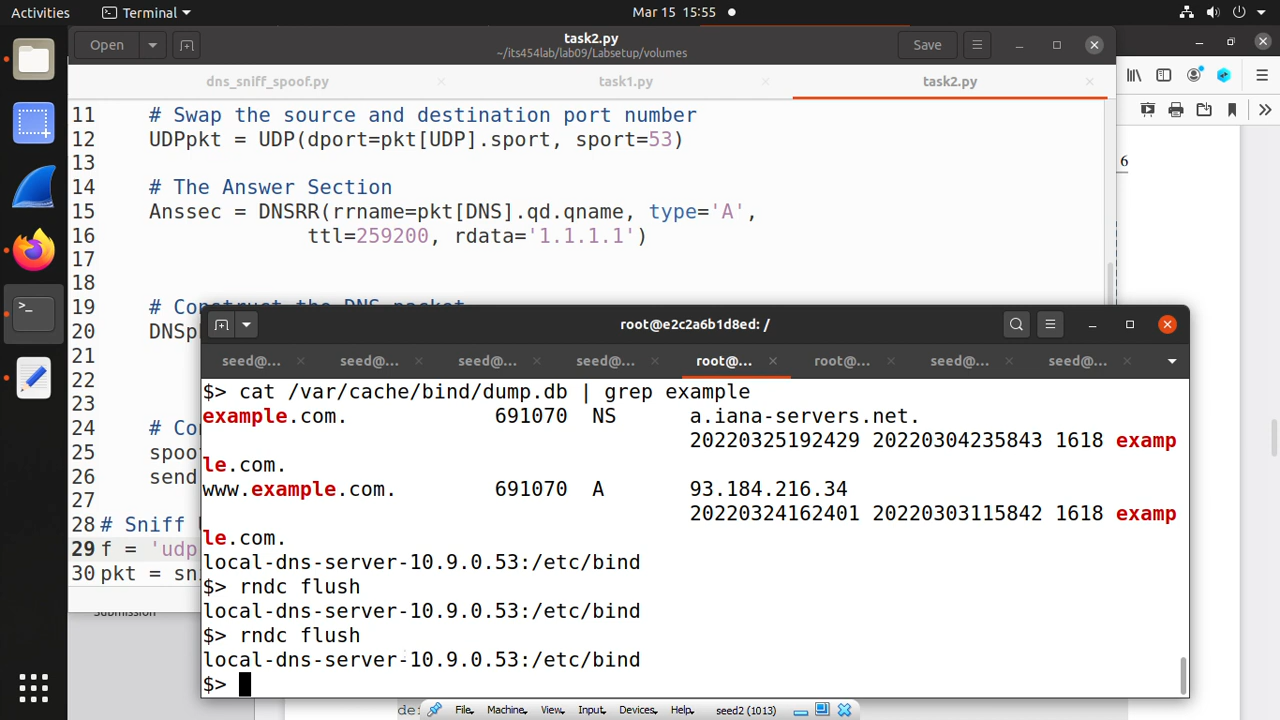 Activities
Terminal
Mar 15 15:55
Open
task2.py
~/its454lab/lab09/Labsetup/volumes
Save
dns_sniff_spoof.py
task1.py
task2.py
11 # Swap the source and destination port number
12 UDPpkt = UDP(dport=pkt[UDP].sport, sport=53)
13
14 # The Answer Section
15 Anssec = DNSRR(rrname=pkt[DNS].qd.qname, type='A',
16 ttl=259200, rdata='1.1.1.1')
17
18
19 # Construct the DNS packet
20 DNSp
21
22
23
24 # Co
25 spoo
26 send
27
28 # Sniff
29 f = 'udp
30 pkt = sn
6
root@e2c2a6b1d8ed: /
seed@...
seed@...
seed@...
seed@...
root@...
root@...
seed@...
seed@...
$> cat /var/cache/bind/dump.db | grep example
example.com. 691070 NS a.iana-servers.net.
20220325192429 20220304235843 1618 examp
le.com.
www.example.com. 691070 A 93.184.216.34
20220324162401 20220303115842 1618 examp
le.com.
local-dns-server-10.9.0.53:/etc/bind
$> rndc flush
local-dns-server-10.9.0.53:/etc/bind
$> rndc flush
local-dns-server-10.9.0.53:/etc/bind
$>
Submission
de
File
Machine
View
Input
Devices
Help
seed2 (1013)